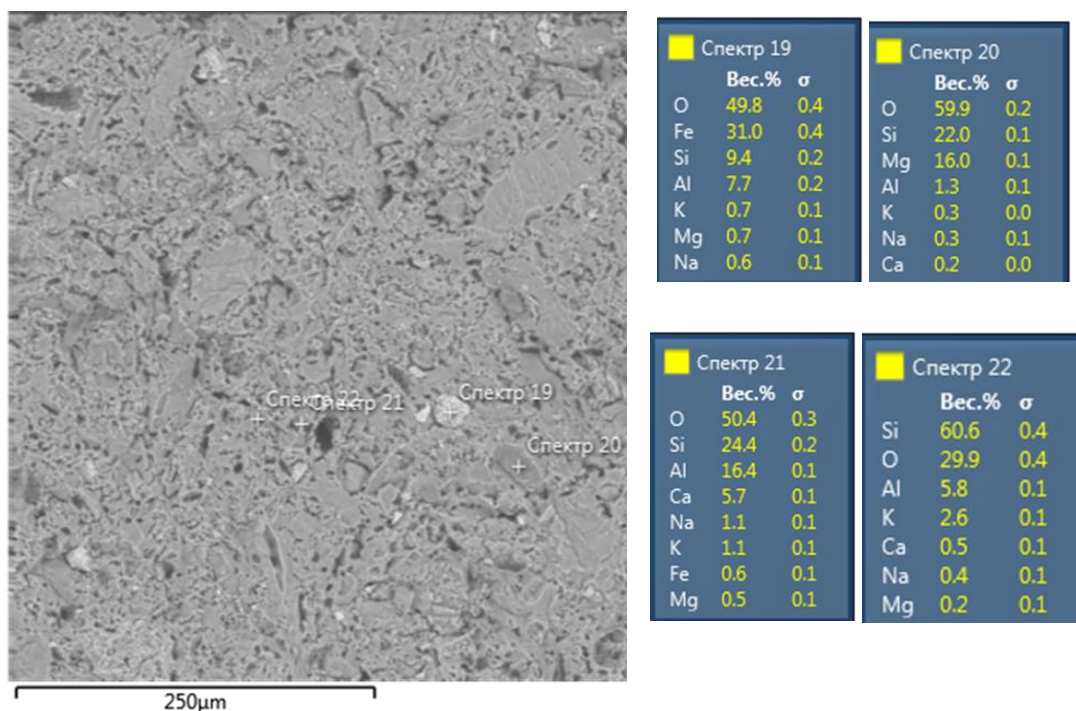 Спектр 19
Вес.% σ
O 49.8 0.4
Fe 31.0 0.4
Si 9.4 0.2
Al 7.7 0.2
K 0.7 0.1
Mg 0.7 0.1
Na 0.6 0.1
Спектр 20
Вес.% σ
O 59.9 0.2
Si 22.0 0.1
Mg 16.0 0.1
Al 1.3 0.1
K 0.3 0.0
Na 0.3 0.1
Ca 0.2 0.0
Спектр 21
Вес.% σ
O 50.4 0.3
Si 24.4 0.2
Al 16.4 0.1
Ca 5.7 0.1
Na 1.1 0.1
K 1.1 0.1
Fe 0.6 0.1
Mg 0.5 0.1
Спектр 22
Вес.% σ
Si 60.6 0.4
O 29.9 0.4
Al 5.8 0.1
K 2.6 0.1
Ca 0.5 0.1
Na 0.4 0.1
Mg 0.2 0.1
Спектр 19
Спектр 22
Спектр 21
Спектр 20
250µm